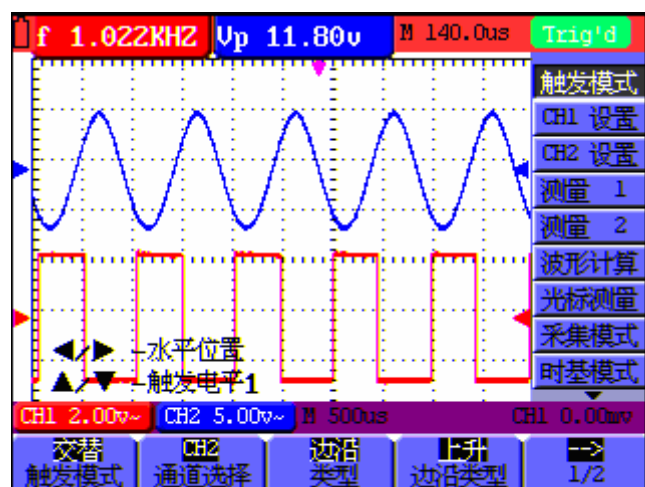 f 1.022KHZ Vp 11.80v M 140.0us Trig'd
触发模式
CH1 设置
CH2 设置
测量 1
测量 2
波形计算
光标测量
采集模式
时基模式
◀/▶ -水平位置
▲/▼ -触发电平1
CH1 2.00v~ CH2 5.00v~ M 500us CH1 0.00mv
交替 CH2 边沿 上升 -->
触发模式 通道选择 类型 边沿类型 1/2